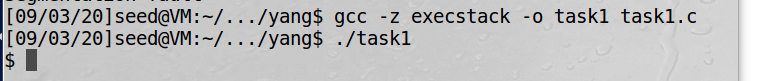 [09/03/20]seed@VM:~/.../yang$ gcc -z execstack -o task1 task1.c
[09/03/20]seed@VM:~/.../yang$ ./task1
$